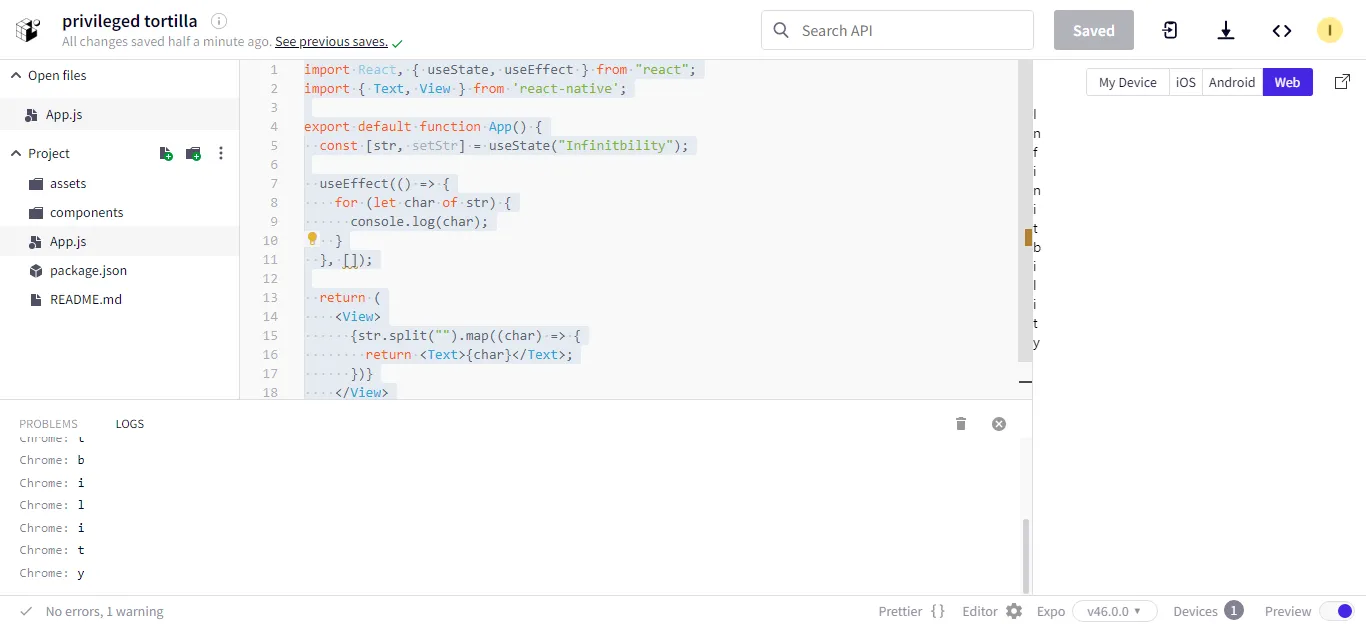 privileged tortilla
All changes saved half a minute ago. See previous saves.
Search API
Saved
I
Open files
App.js
Project
assets
components
App.js
package.json
README.md
1 import React, { useState, useEffect } from "react";
2 import { Text, View } from 'react-native';
3
4 export default function App() {
5 const [str, setStr] = useState("Infinitbility");
6
7 useEffect(() => {
8 for (let char of str) {
9 console.log(char);
10 }
11 }, []);
12
13 return (
14 <View>
15 {str.split("").map((char) => {
16 return <Text>{char}</Text>;
17 })}
18 </View>
My Device iOS Android Web
I
n
f
i
n
i
t
b
i
l
i
t
y
PROBLEMS LOGS
Chrome: t
Chrome: b
Chrome: i
Chrome: l
Chrome: i
Chrome: t
Chrome: y
No errors, 1 warning
Prettier {} Editor Expo v46.0.0 Devices 1 Preview